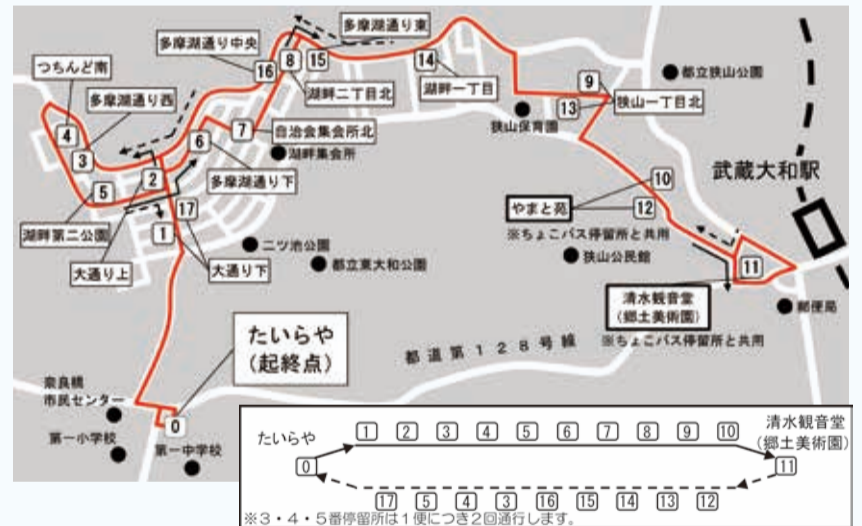 多摩湖通り中央
多摩湖通り東
つちんど南
16
8
15
14
湖畔一丁目
湖畔二丁目北
多摩湖通り西
4
3
6
7
自治会集会所北
湖畔集会所
9
13
狭山一丁目北
都立狭山公園
狭山保育園
武蔵大和駅
5
2
17
多摩湖通り下
湖畔第二公園
1
大通り上
大通り下
二ツ池公園
都立東大和公園
10
やまと苑
12
※ちょこバス停留所と共用
狭山公民館
11
清水観音堂
(郷土美術園)
※ちょこバス停留所と共用
郵便局
都道第128号線
たいらや
(起終点)
奈良橋
市民センター
0
第一小学校
第一中学校
たいらや
1 2 3 4 5 6 7 8 9 10
清水観音堂
(郷土美術園)
0
11
17 5 4 3 16 15 14 13 12
※3・4・5番停留所は1便につき2回通行します。